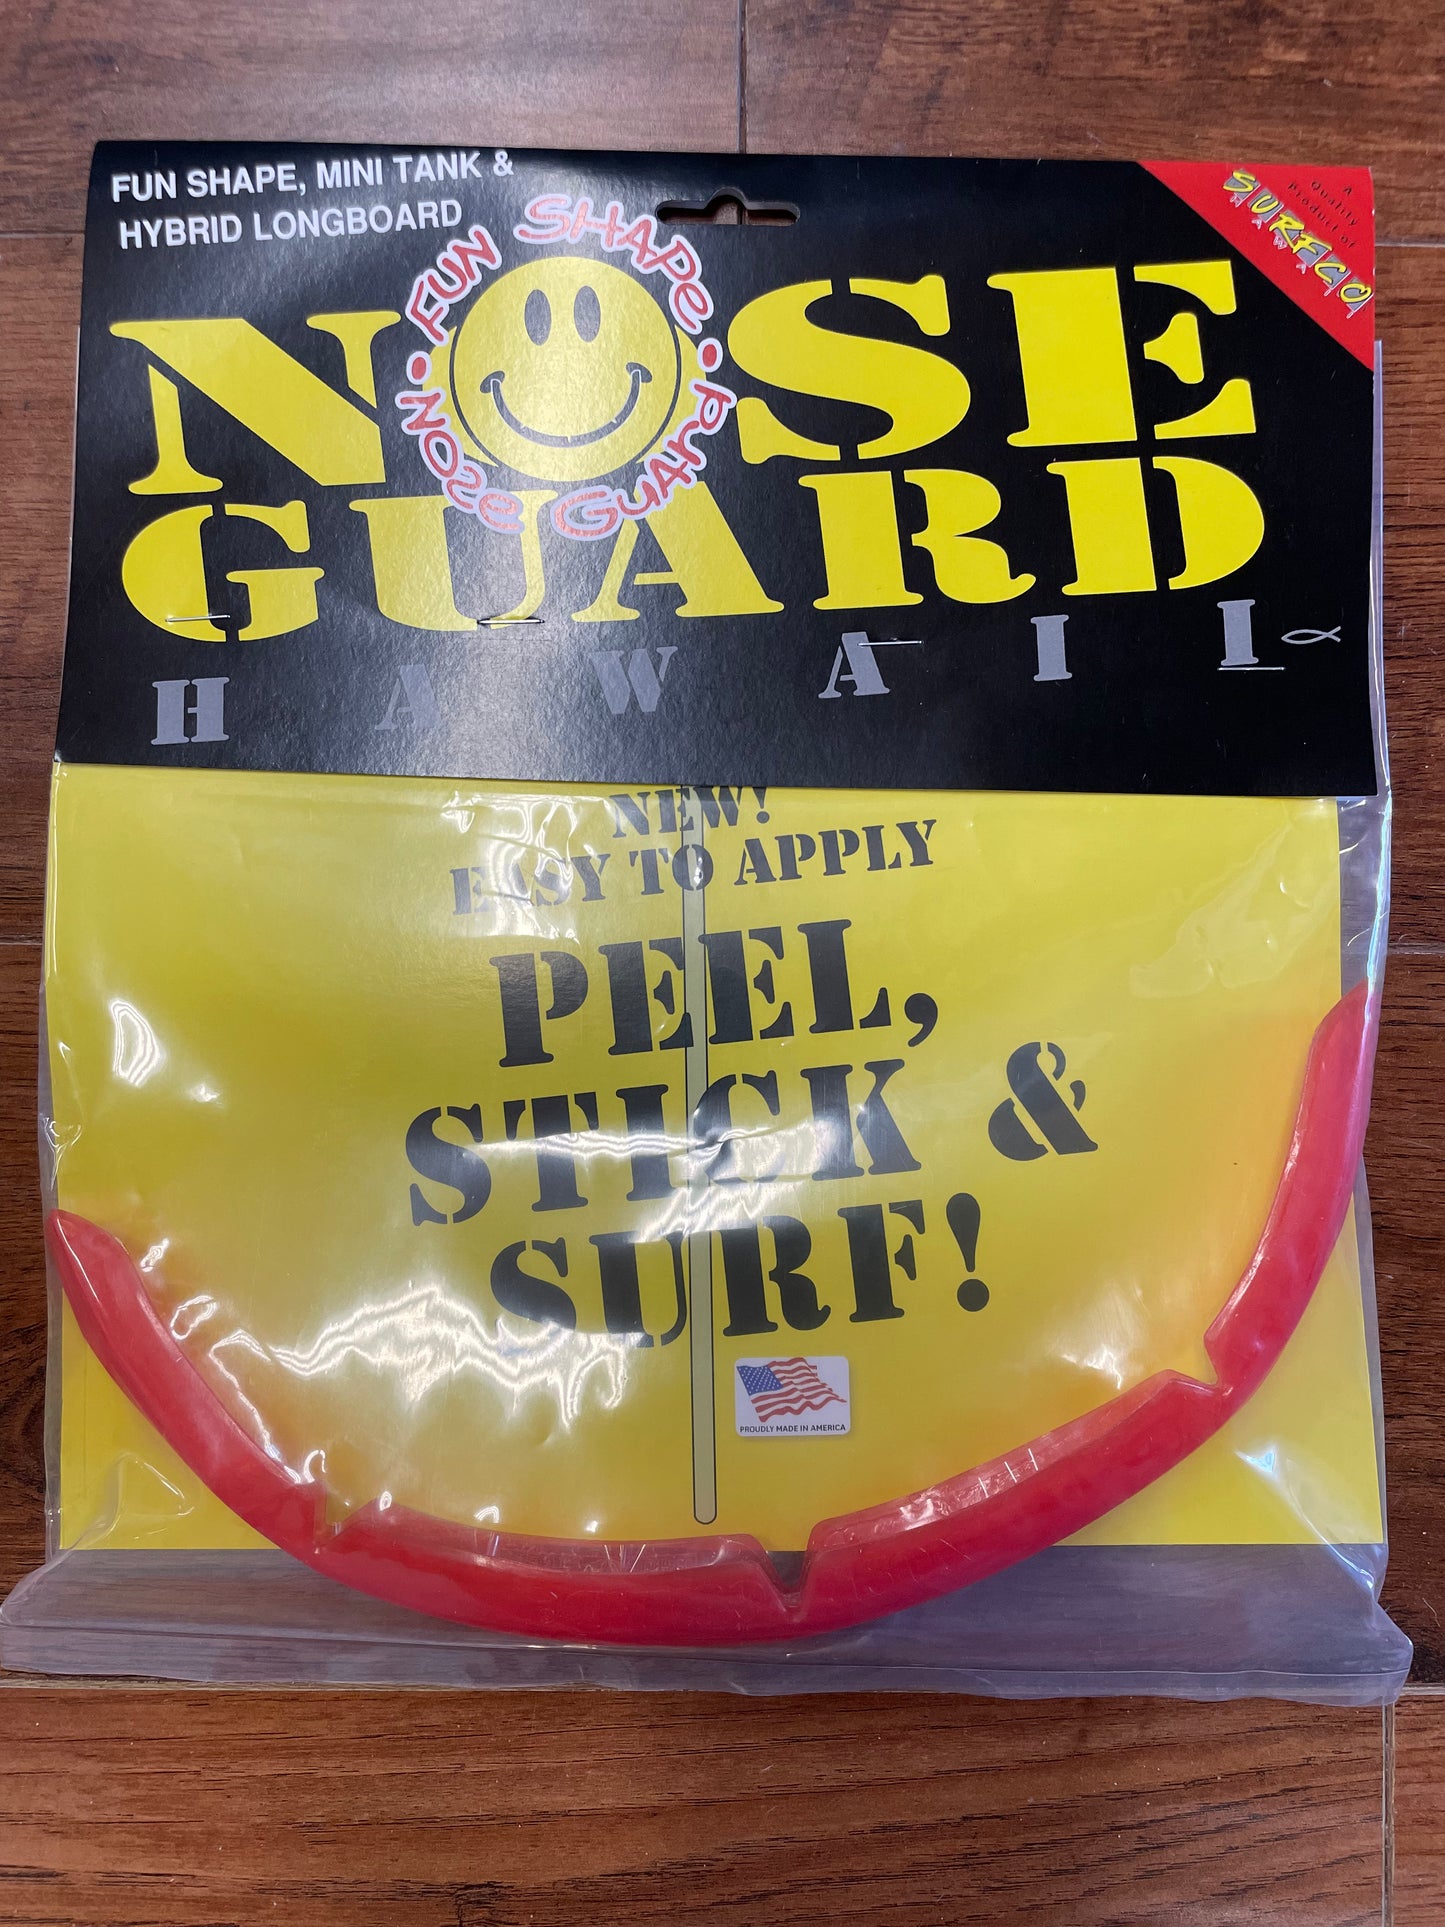 FUN SHAPE, MINI TANK &
HYBRID LONGBOARD
A
Quality
Product of
SURFCO
HAWAII
FUN SHAPE • NOSE GUARD •
NOSE
GUARD
HAWAII
NEW!
EASY TO APPLY
PEEL,
STICK &
SURF!
PROUDLY MADE IN AMERICA